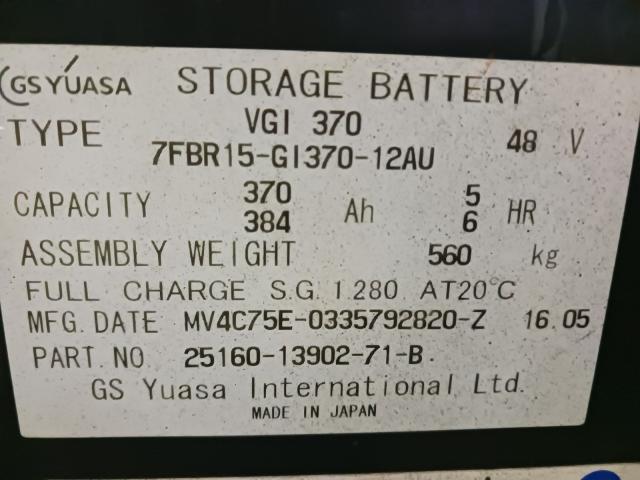 GS YUASA STORAGE BATTERY
TYPE VGI 370 48 V
7FBR15-GI370-12AU
CAPACITY 370 Ah 5 HR
384 6
ASSEMBLY WEIGHT 560 kg
FULL CHARGE S.G. 1.280 AT20°C
MFG. DATE MV4C75E-0335792820-Z 16.05
PART. NO 25160-13902-71-B.
GS Yuasa International Ltd.
MADE IN JAPAN